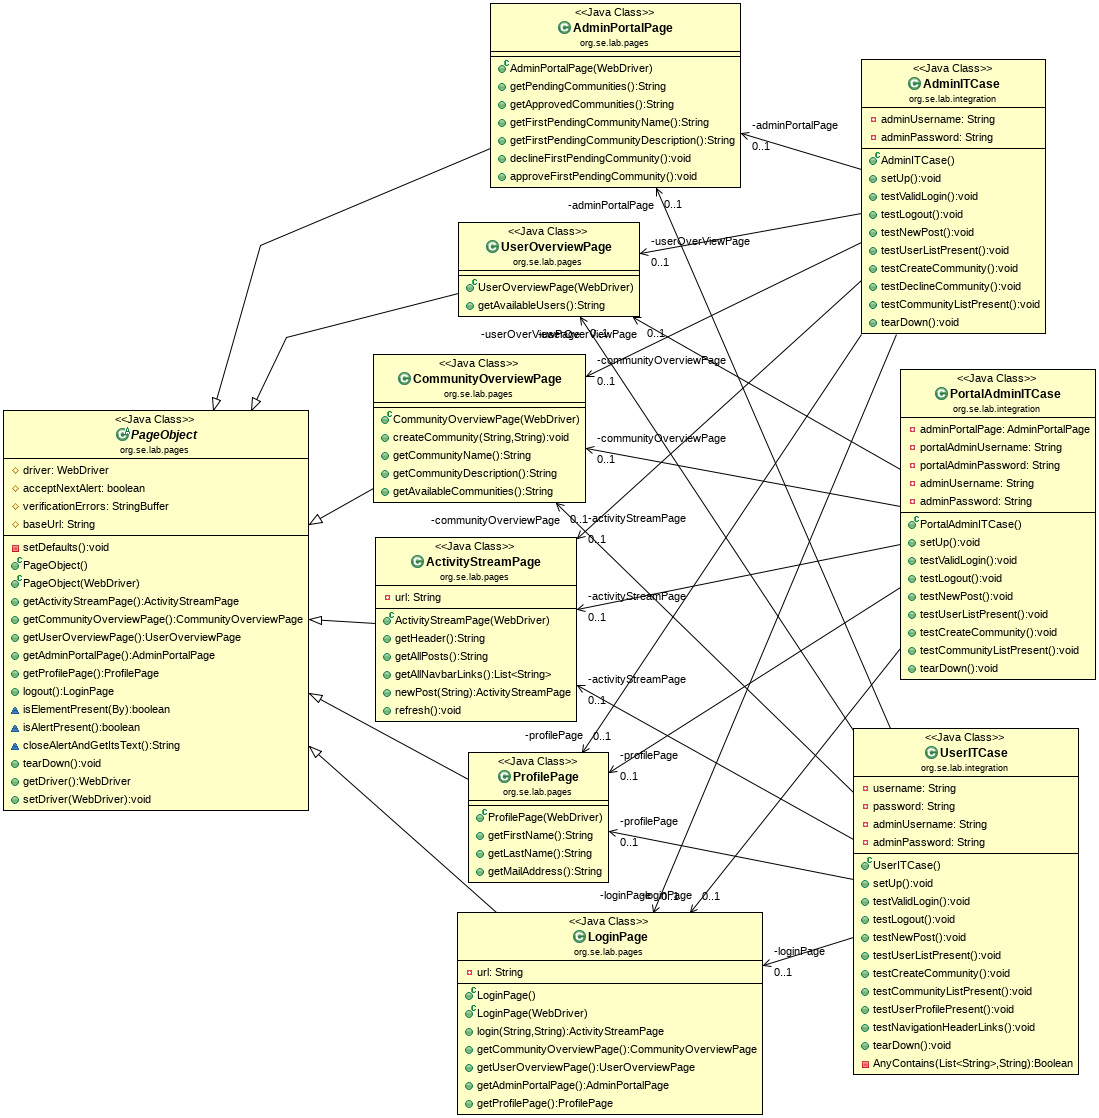 <<Java Class>>
AdminPortalPage
org.se.lab.pages
AdminPortalPage(WebDriver)
getPendingCommunities():String
getApprovedCommunities():String
getFirstPendingCommunityName():String
getFirstPendingCommunityDescription():String
declineFirstPendingCommunity():void
approveFirstPendingCommunity():void
<<Java Class>>
AdminITCase
org.se.lab.integration
adminUsername: String
adminPassword: String
AdminITCase()
setUp():void
testValidLogin():void
testLogout():void
testNewPost():void
testUserListPresent():void
testCreateCommunity():void
testDeclineCommunity():void
testCommunityListPresent():void
tearDown():void
-adminPortalPage
0..1
-adminPortalPage
0..1
<<Java Class>>
UserOverviewPage
org.se.lab.pages
UserOverviewPage(WebDriver)
getAvailableUsers():String
-userOverViewPage
0..1
-userOverViewPage
0..1
-userOverViewPage
0..1
<<Java Class>>
CommunityOverviewPage
org.se.lab.pages
CommunityOverviewPage(WebDriver)
createCommunity(String,String):void
getCommunityName():String
getCommunityDescription():String
getAvailableCommunities():String
-communityOverviewPage
0..1
-communityOverviewPage
0..1
-communityOverviewPage
0..1
<<Java Class>>
PortalAdminITCase
org.se.lab.integration
adminPortalPage: AdminPortalPage
portalAdminUsername: String
portalAdminPassword: String
adminUsername: String
adminPassword: String
PortalAdminITCase()
setUp():void
testValidLogin():void
testLogout():void
testNewPost():void
testUserListPresent():void
testCreateCommunity():void
testCommunityListPresent():void
tearDown():void
<<Java Class>>
PageObject
org.se.lab.pages
driver: WebDriver
acceptNextAlert: boolean
verificationErrors: StringBuffer
baseUrl: String
setDefaults():void
PageObject()
PageObject(WebDriver)
getActivityStreamPage():ActivityStreamPage
getCommunityOverviewPage():CommunityOverviewPage
getUserOverviewPage():UserOverviewPage
getAdminPortalPage():AdminPortalPage
getProfilePage():ProfilePage
logout():LoginPage
isElementPresent(By):boolean
isAlertPresent():boolean
closeAlertAndGetItsText():String
tearDown():void
getDriver():WebDriver
setDriver(WebDriver):void
<<Java Class>>
ActivityStreamPage
org.se.lab.pages
url: String
ActivityStreamPage(WebDriver)
getHeader():String
getAllPosts():String
getAllNavbarLinks():List<String>
newPost(String):ActivityStreamPage
refresh():void
-activityStreamPage
0..1
-activityStreamPage
0..1
-activityStreamPage
0..1
<<Java Class>>
ProfilePage
org.se.lab.pages
ProfilePage(WebDriver)
getFirstName():String
getLastName():String
getMailAddress():String
-profilePage
0..1
-profilePage
0..1
-profilePage
0..1
<<Java Class>>
UserITCase
org.se.lab.integration
username: String
password: String
adminUsername: String
adminPassword: String
UserITCase()
setUp():void
testValidLogin():void
testLogout():void
testNewPost():void
testUserListPresent():void
testCreateCommunity():void
testCommunityListPresent():void
testUserProfilePresent():void
testNavigationHeaderLinks():void
tearDown():void
AnyContains(List<String>,String):Boolean
-loginPage
0..1
-loginPage
0..1
-loginPage
0..1
<<Java Class>>
LoginPage
org.se.lab.pages
url: String
LoginPage()
LoginPage(WebDriver)
login(String,String):ActivityStreamPage
getCommunityOverviewPage():CommunityOverviewPage
getUserOverviewPage():UserOverviewPage
getAdminPortalPage():AdminPortalPage
getProfilePage():ProfilePage